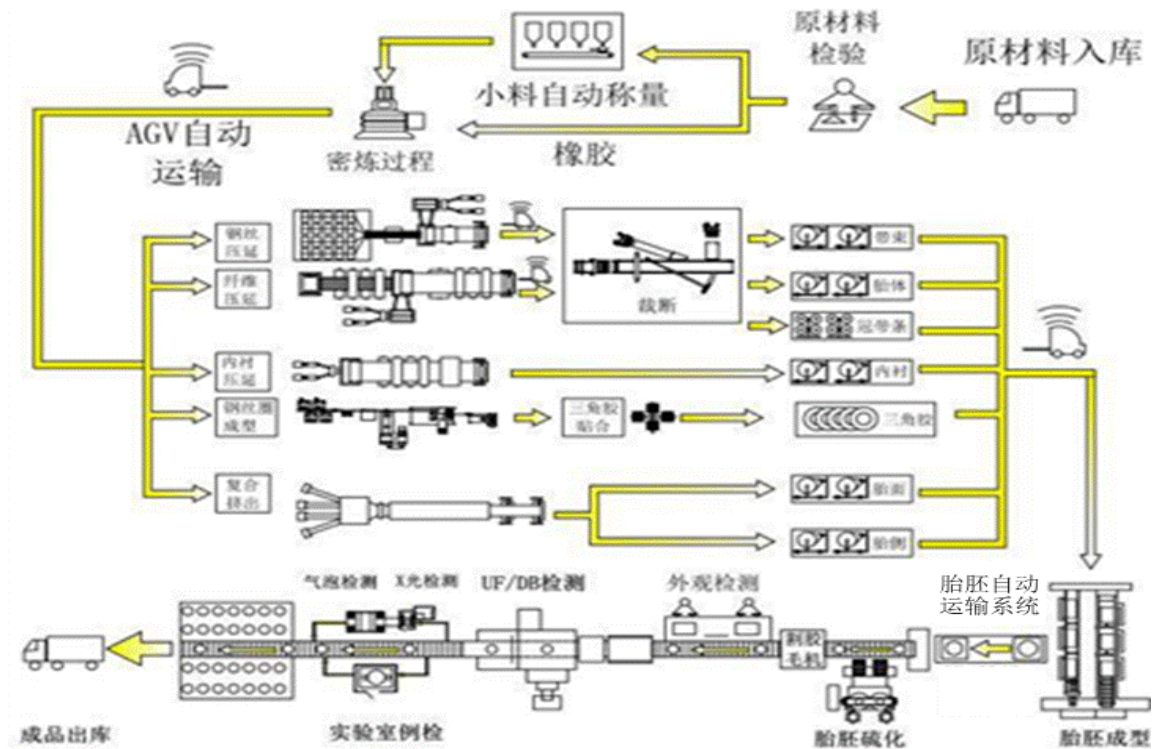 原材料
检验
原材料入库
小料自动称量
AGV自动
运输
密炼过程
橡胶
钢丝
压延
带束
纤维
压延
裁断
胎体
冠带条
内衬
压延
内衬
钢丝圈
成型
三角胶
贴合
三角胶
复合
挤出
胎面
胎侧
气泡检测
X光检测
UF/DB检测
外观检测
胎胚自动
运输系统
割胶
毛机
成品出库
实验室例检
胎胚硫化
胎胚成型